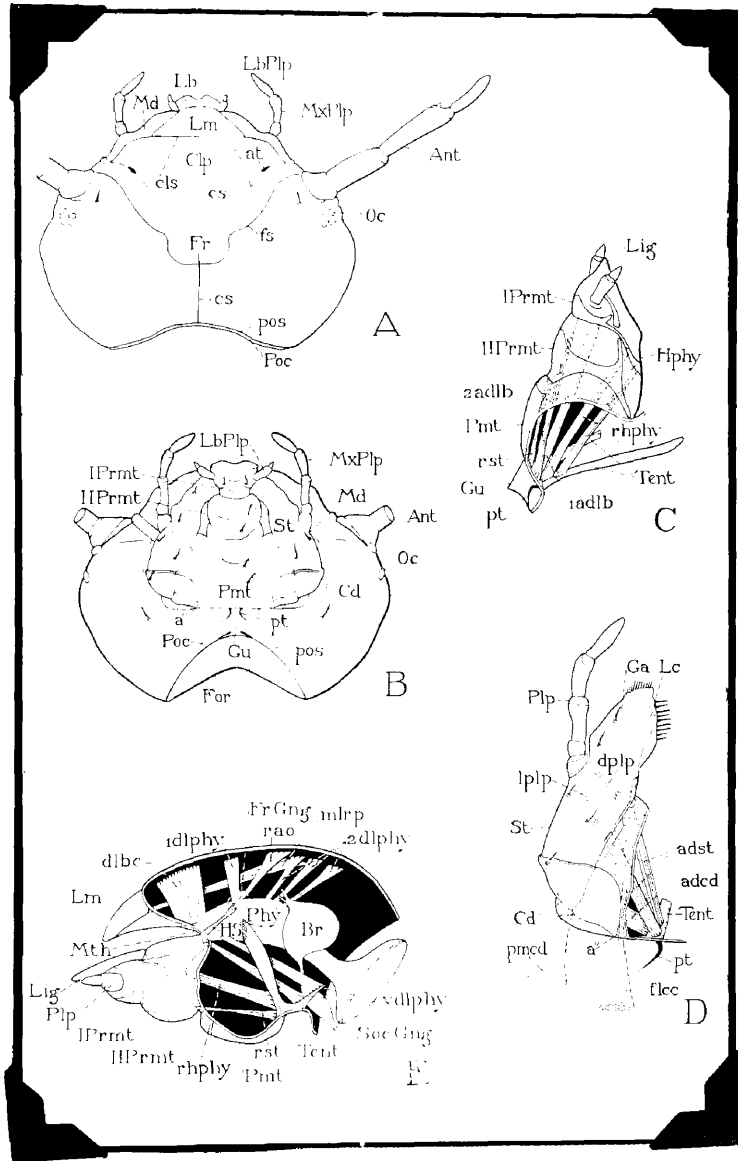 LbPlp
Lb
Md
Lm
MxPlp
Clp
at
Ant
cls
cs
Oc
Fr
fs
cs
pos
Poc
A
LbPlp
IPrmt
MxPlp
IIPrmt
Md
St
Ant
Oc
Pmt
Cd
a
pt
Poc
Gu
pos
For
B
Lig
IPrmt
IIPrmt
Hphy
2adlb
Pmt
rhphy
rst
Tent
Gu
1adlb
pt
C
Ga Lc
Plp
dplp
lplp
St
adst
adcd
Cd
Tent
pmcd
a
pt
flcc
D
FrGng
mlrp
1dlphy
rao
2dlphy
dlbc
Lm
Phy
HS
Br
Mth
Lig
vdlphy
Plp
SoeGng
IPrmt
IIPrmt
rst
Tent
rhphy
Pmt
E